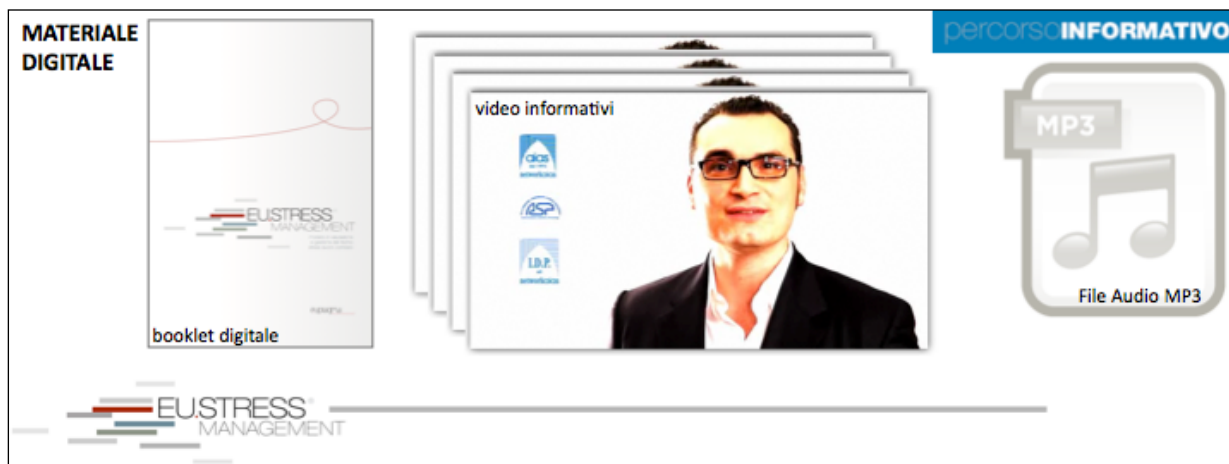 MATERIALE
DIGITALE
percorsoINFORMATIVO
video informativi
MP3
aias
ASP
I.D.P.
EU.STRESS
MANAGEMENT
booklet digitale
File Audio MP3
EU.STRESS
MANAGEMENT